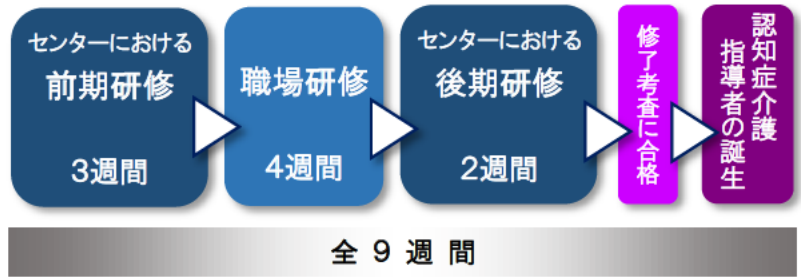 センターにおける
前期研修
3週間
職場研修
4週間
センターにおける
後期研修
2週間
修了考査に合格
認知症介護
指導者の誕生
全９週間